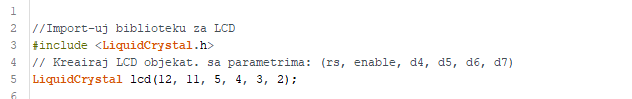 1
2 //Import-uj biblioteku za LCD
3 #include <LiquidCrystal.h>
4 // Kreairaj LCD objekat. sa parametrima: (rs, enable, d4, d5, d6, d7)
5 LiquidCrystal lcd(12, 11, 5, 4, 3, 2);
6